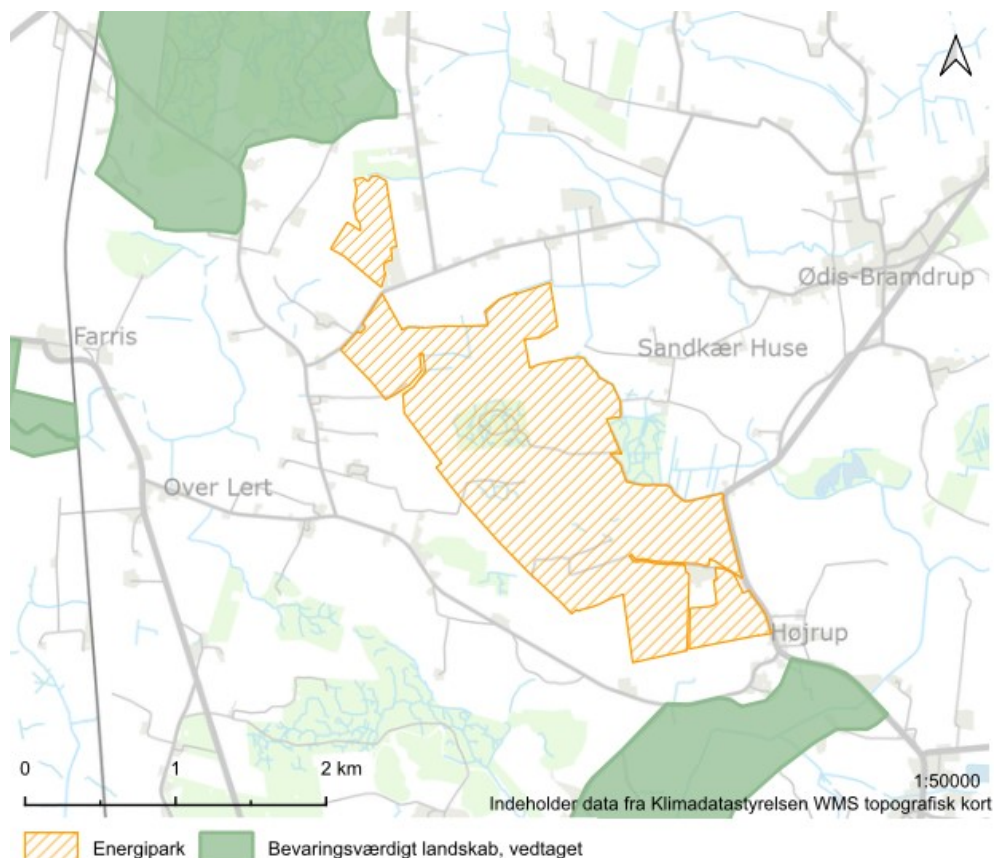 Ødis-Bramdrup
Farris
Sandkær Huse
Over Lert
Højrup
0 1 2 km
1:50000
Indeholder data fra Klimadatastyrelsen WMS topografisk kort
Energipark Bevaringsværdigt landskab, vedtaget